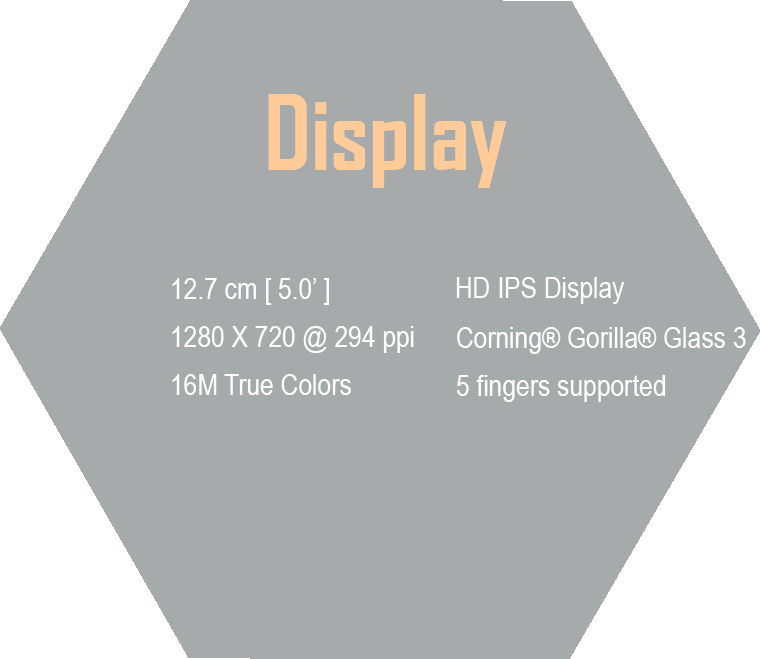 Display
12.7 cm [ 5.0’ ]
1280 X 720 @ 294 ppi
16M True Colors
HD IPS Display
Corning® Gorilla® Glass 3
5 fingers supported